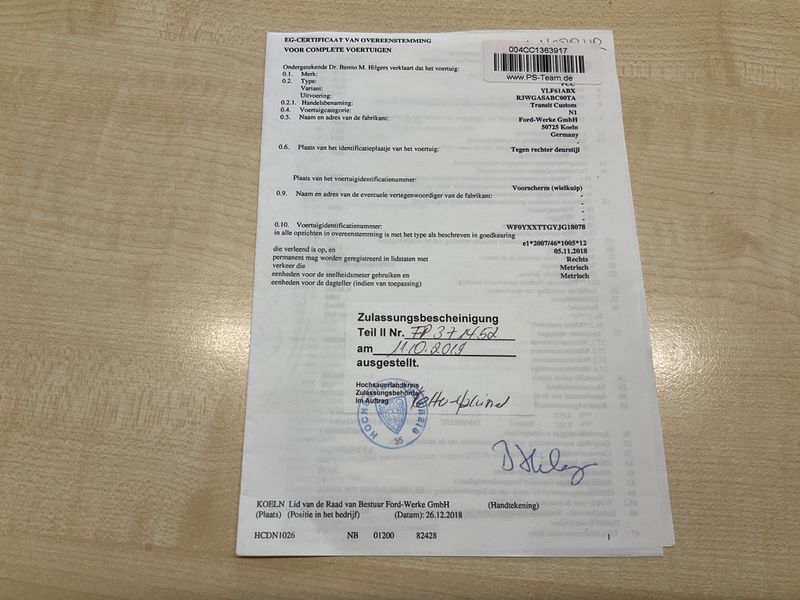 EG-CERTIFICAAT VAN OVEREENSTEMMING
VOOR COMPLETE VOERTUIGEN
004CC1363917
www.PS-Team.de
Ondergetekende Dr. Benno M. Hilgers verklaart dat het voertuig:
0.1. Merk:
0.2. Type:
Variant: YLF61ABX
Uitvoering: R3WGASABC00TA
0.2.1. Handelsbenaming: Transit Custom
0.4. Voertuigcategorie: N1
0.5. Naam en adres van de fabrikant: Ford-Werke GmbH
50725 Koeln
Germany
-
0.6. Plaats van het identificatieplaatje van het voertuig: Tegen rechter deurstijl
Plaats van het voertuigidentificatienummer:
Voorscherm (wielkuip)
0.9. Naam en adres van de eventuele vertegenwoordiger van de fabrikant: -
-
-
-
0.10. Voertuigidentificatienummer: WF0YXXTTGYJG18078
in alle opzichten in overeenstemming is met het type als beschreven in goedkeuring
e1*2007/46*1005*12
die verleend is op, en 05.11.2018
permanent mag worden geregistreerd in lidstaten met Rechts
verkeer die Metrisch
eenheden voor de snelheidsmeter gebruiken en Metrisch
eenheden voor de dagteller (indien van toepassing)
Zulassungsbescheinigung
Teil II Nr. FP371452
am 11.10.2019
ausgestellt.
Hochsauerlandkreis
Zulassungsbehörde
Im Auftrag
35
KOELN Lid van de Raad van Bestuur Ford-Werke GmbH (Handtekening)
(Plaats) (Positie in het bedrijf) (Datum): 26.12.2018
HCDN1026 NB 01200 82428 1